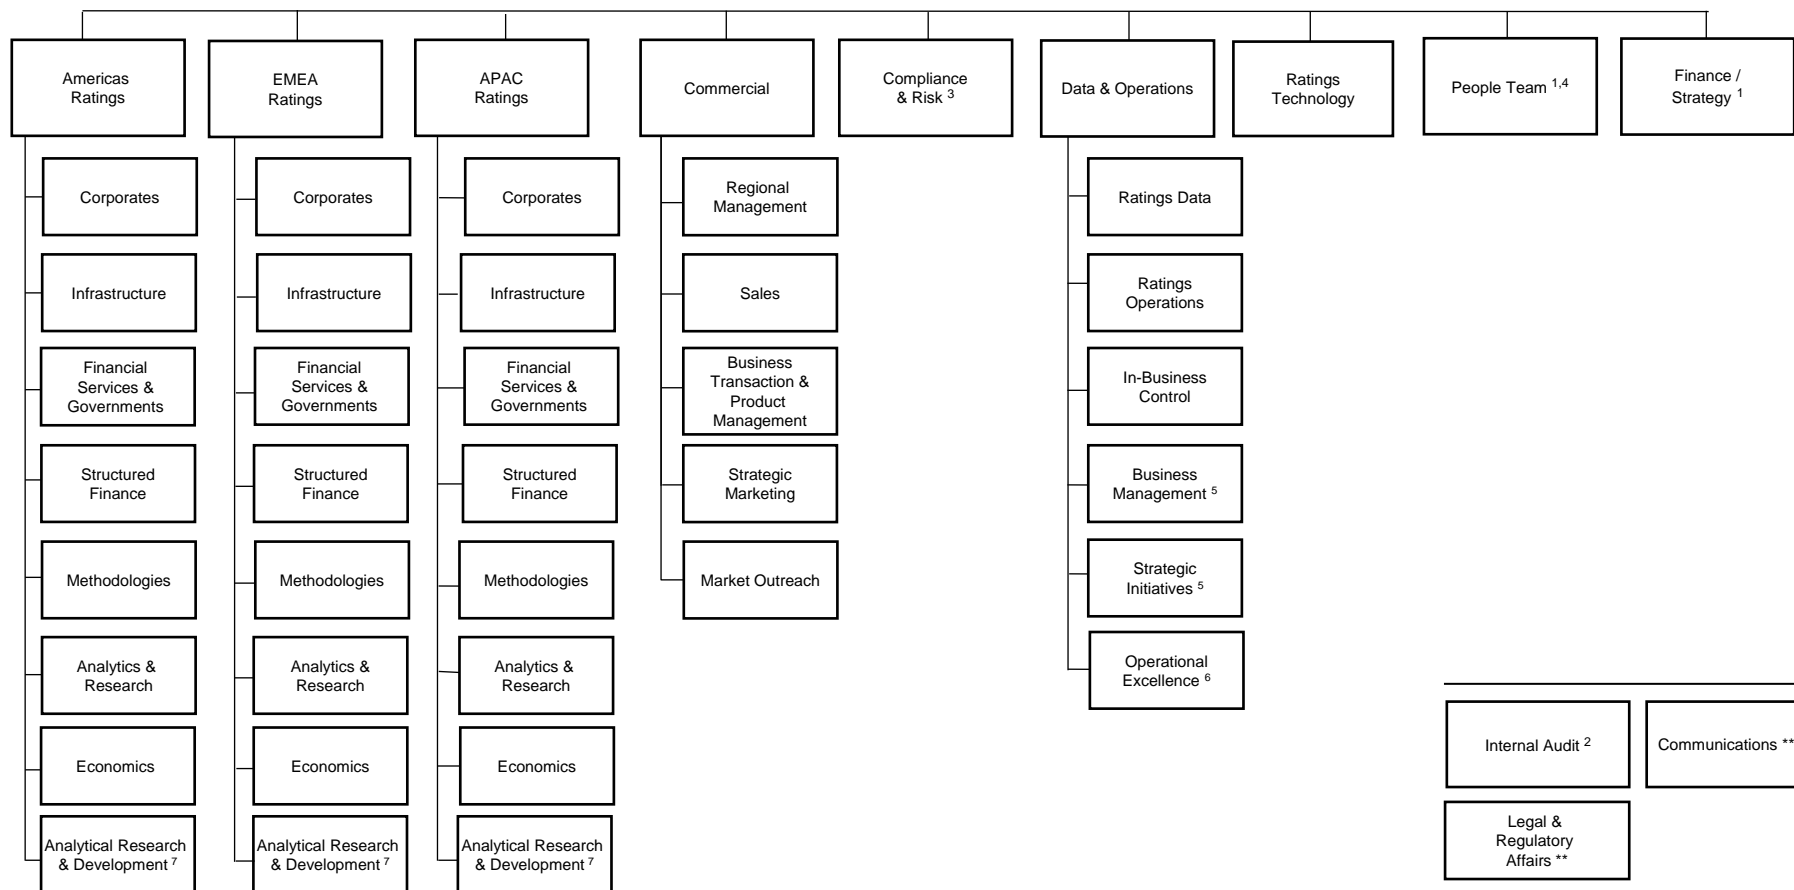 Americas
Ratings
EMEA
Ratings
APAC
Ratings
Commercial
Compliance
& Risk 3
Data & Operations
Ratings
Technology
People Team 1,4
Finance /
Strategy 1
Corporates
Infrastructure
Financial
Services &
Governments
Structured
Finance
Methodologies
Analytics &
Research
Economics
Analytical Research
& Development 7
Corporates
Infrastructure
Financial
Services &
Governments
Structured
Finance
Methodologies
Analytics &
Research
Economics
Analytical Research
& Development 7
Corporates
Infrastructure
Financial
Services &
Governments
Structured
Finance
Methodologies
Analytics &
Research
Economics
Analytical Research
& Development 7
Regional
Management
Sales
Business
Transaction &
Product
Management
Strategic
Marketing
Market Outreach
Ratings Data
Ratings
Operations
In-Business
Control
Business
Management 5
Strategic
Initiatives 5
Operational
Excellence 6
Internal Audit 2
Communications **
Legal &
Regulatory
Affairs **